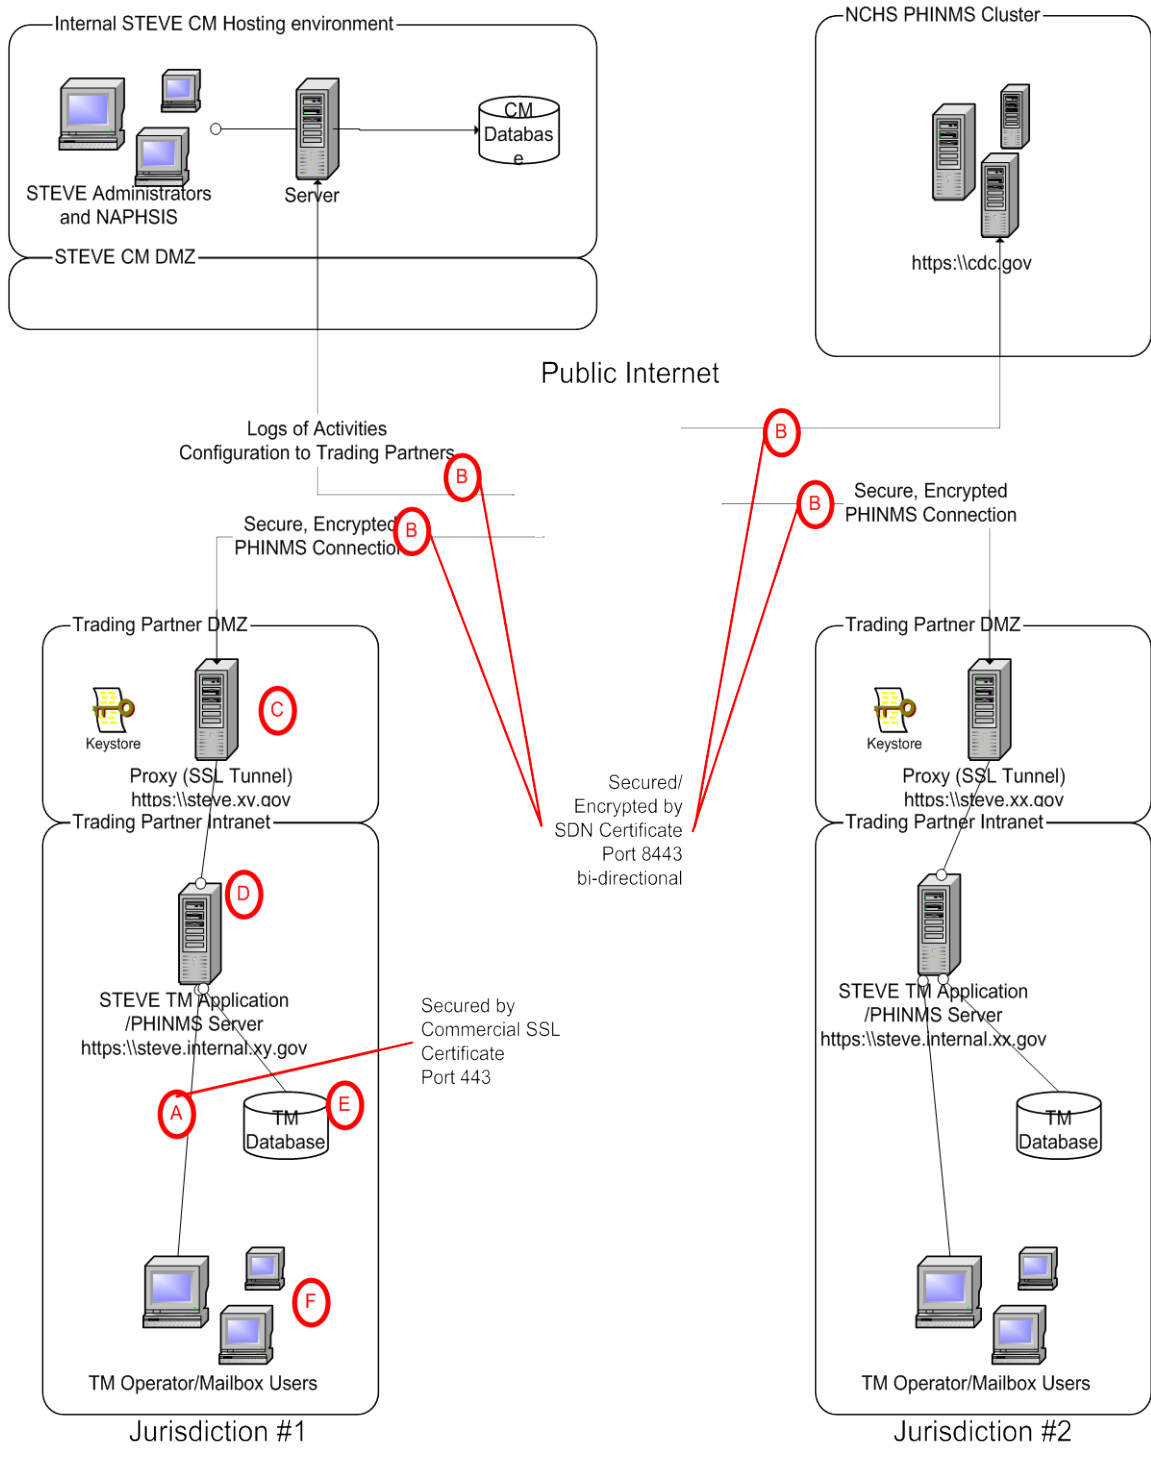 Internal STEVE CM Hosting environment
NCHS PHINMS Cluster
CM
Databas
e
STEVE Administrators
and NAPHSIS
Server
https:\\cdc.gov
STEVE CM DMZ
Public Internet
Logs of Activities
Configuration to Trading Partners
B
B
Secure, Encrypted
PHINMS Connection
B
B
Secure, Encrypted
PHINMS Connection
Trading Partner DMZ
Keystore
C
Proxy (SSL Tunnel)
https:\\steve.xy.gov
Trading Partner DMZ
Keystore
Proxy (SSL Tunnel)
https:\\steve.xx.gov
Secured/
Encrypted by
SDN Certificate
Port 8443
bi-directional
Trading Partner Intranet
D
STEVE TM Application
/PHINMS Server
https:\\steve.internal.xy.gov
Secured by
Commercial SSL
Certificate
Port 443
A
TM
Database
E
F
TM Operator/Mailbox Users
Jurisdiction #1
Trading Partner Intranet
STEVE TM Application
/PHINMS Server
https:\\steve.internal.xx.gov
TM
Database
TM Operator/Mailbox Users
Jurisdiction #2